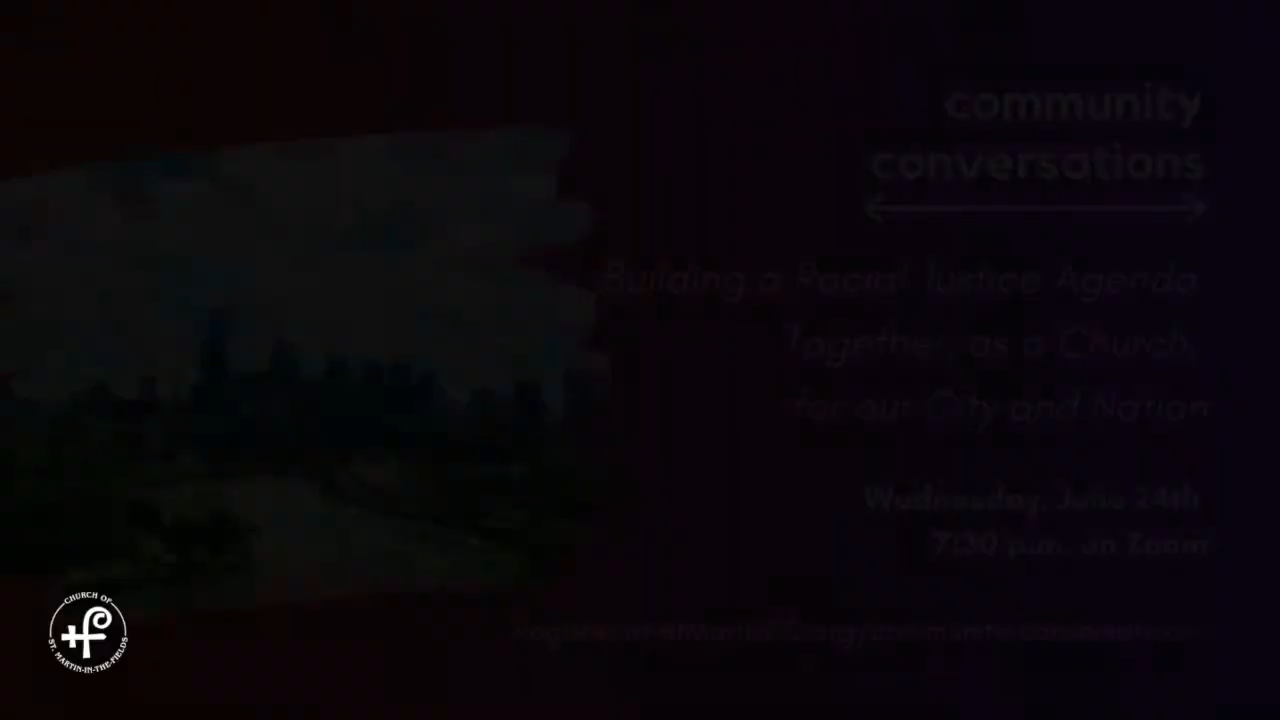 community
conversations
Building a Racial Justice Agenda
Together, as a Church,
for our City and Nation
Wednesday, June 24th
7:30 p.m. on Zoom
CHURCH OF
ST. MARTIN-IN-THE-FIELDS